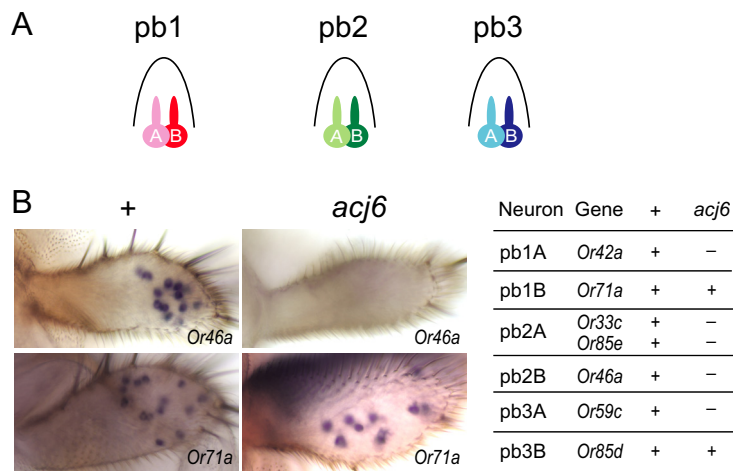 A
pb1 pb2 pb3
A B A B A B
B
+ acj6
Or46a Or46a
Or71a Or71a
Neuron Gene + acj6
pb1A Or42a + –
pb1B Or71a + +
pb2A Or33c + –
Or85e + –
pb2B Or46a + –
pb3A Or59c + –
pb3B Or85d + +